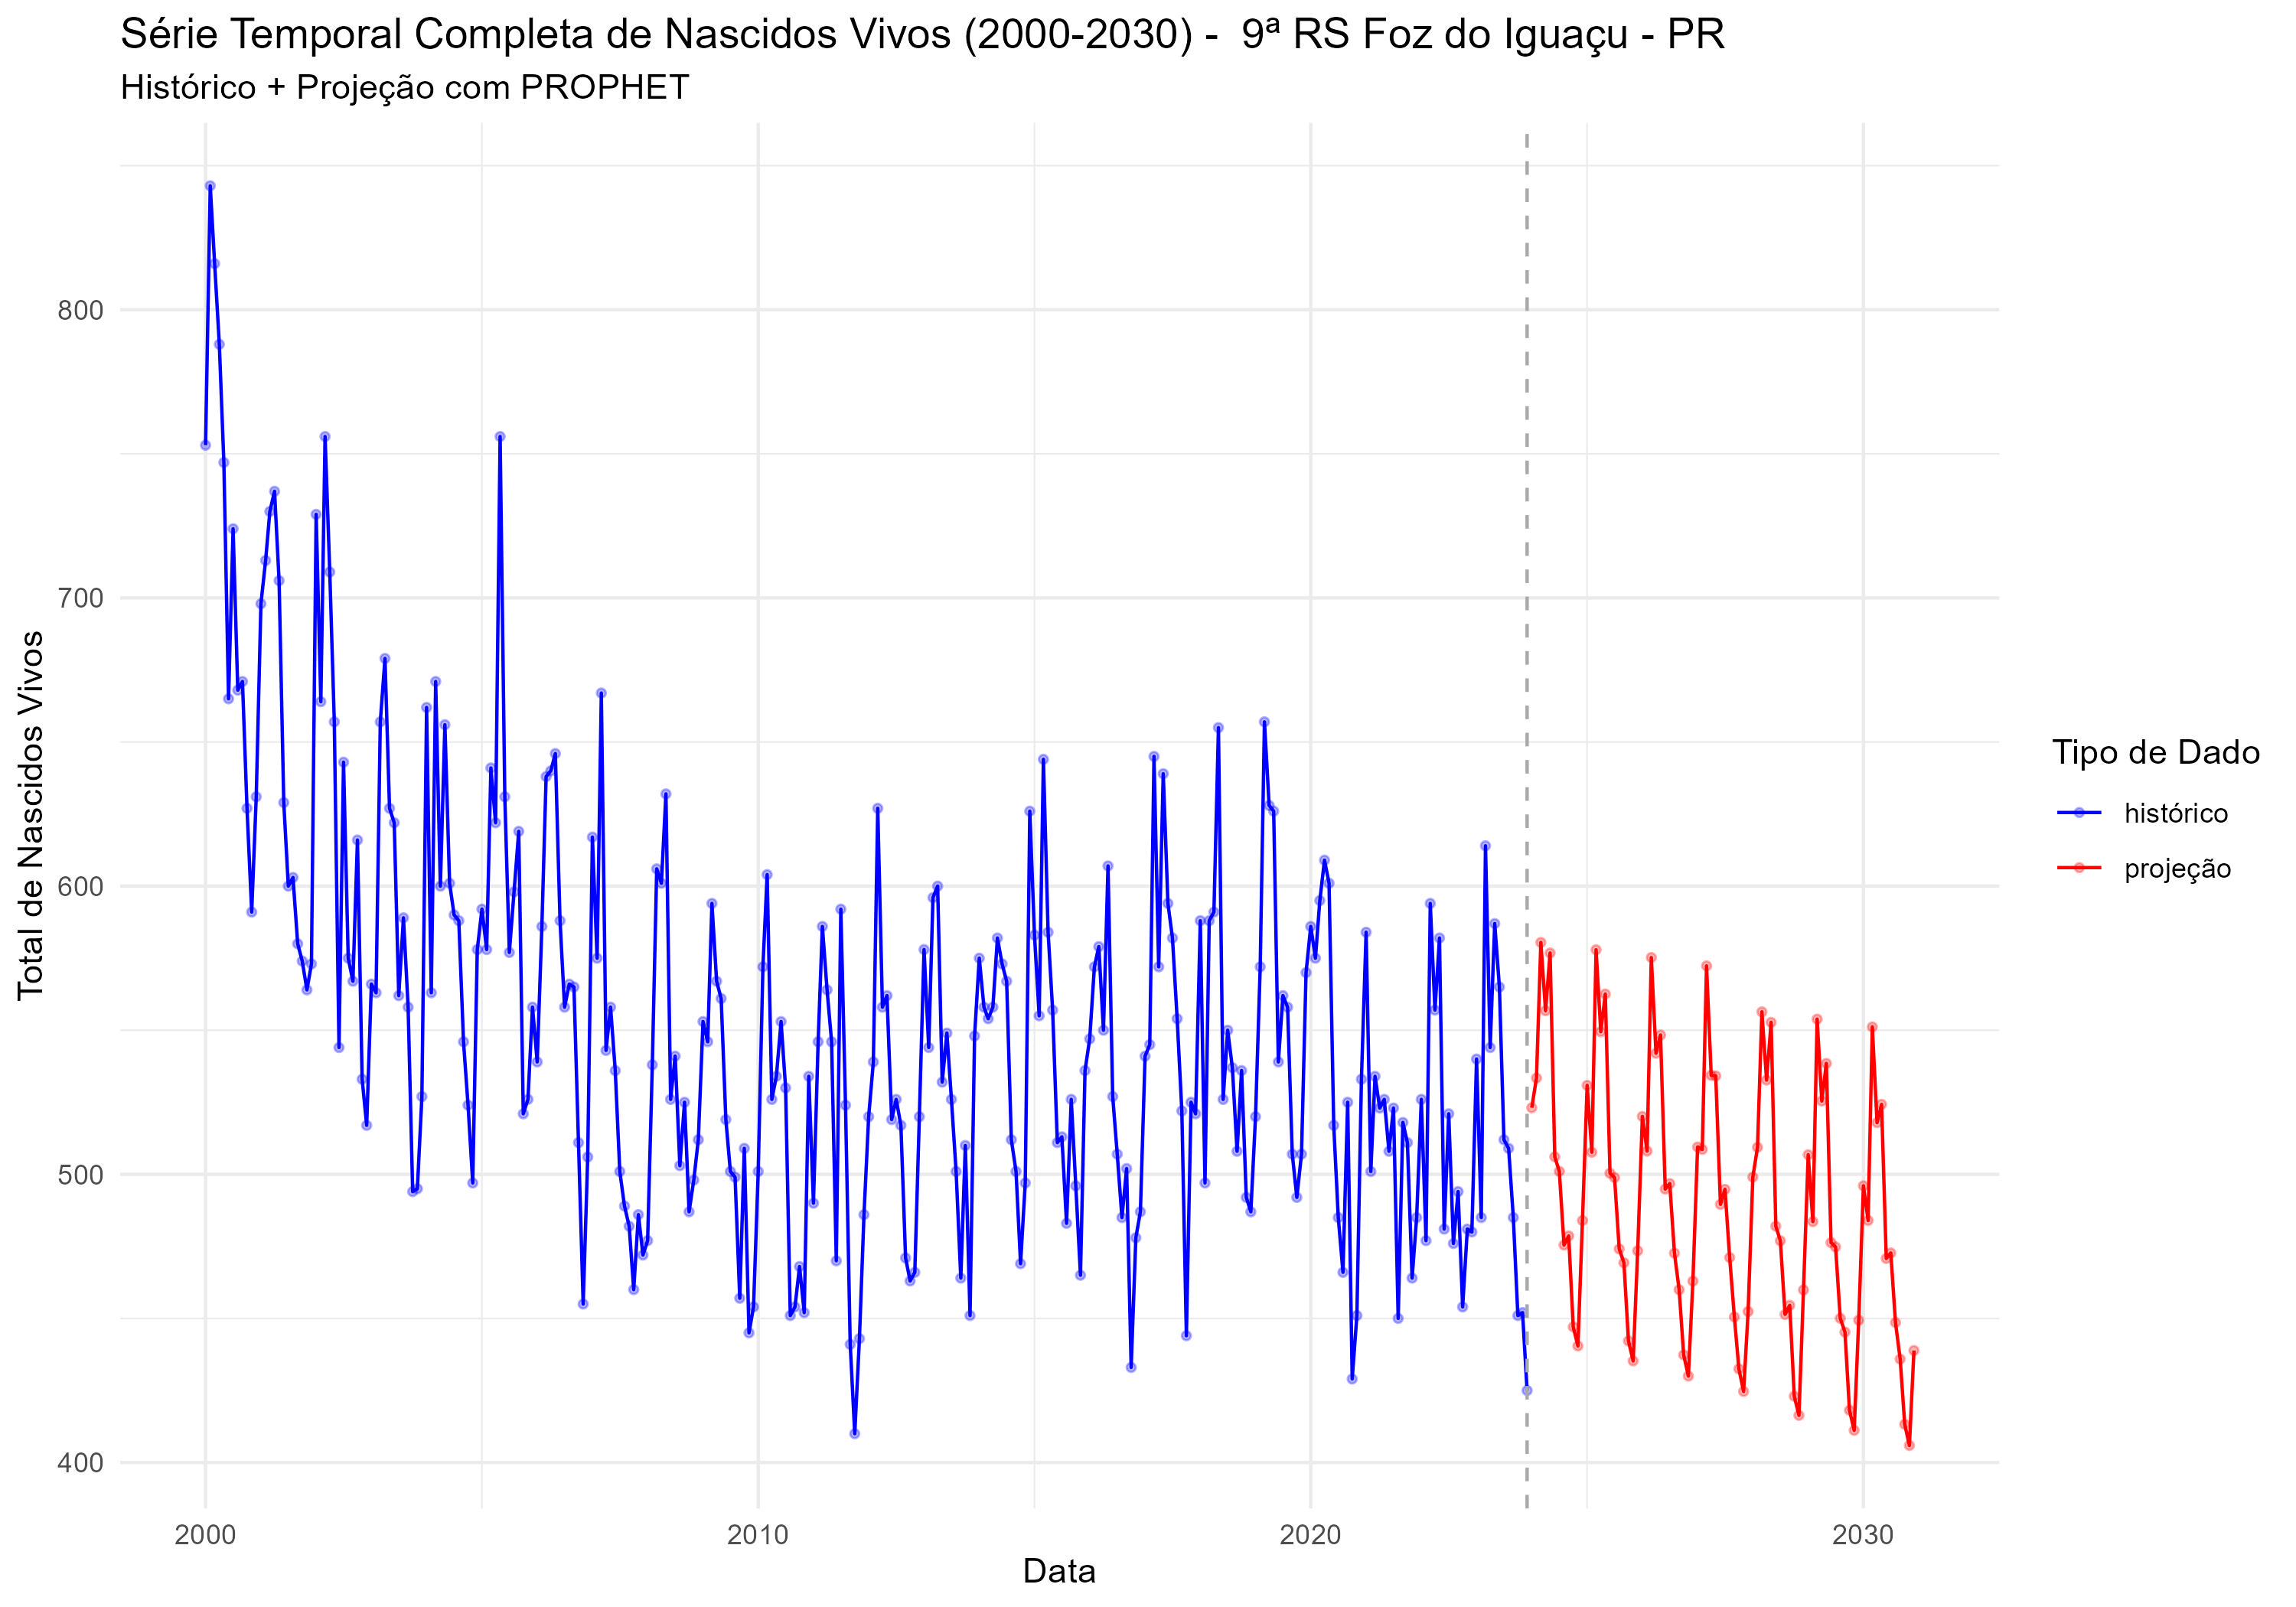 Série Temporal Completa de Nascidos Vivos (2000-2030) -  9ª RS Foz do Iguaçu - PR
Histórico + Projeção com PROPHET
Total de Nascidos Vivos
800
700
600
500
400
2000
2010
2020
2030
Data
Tipo de Dado
histórico
projeção